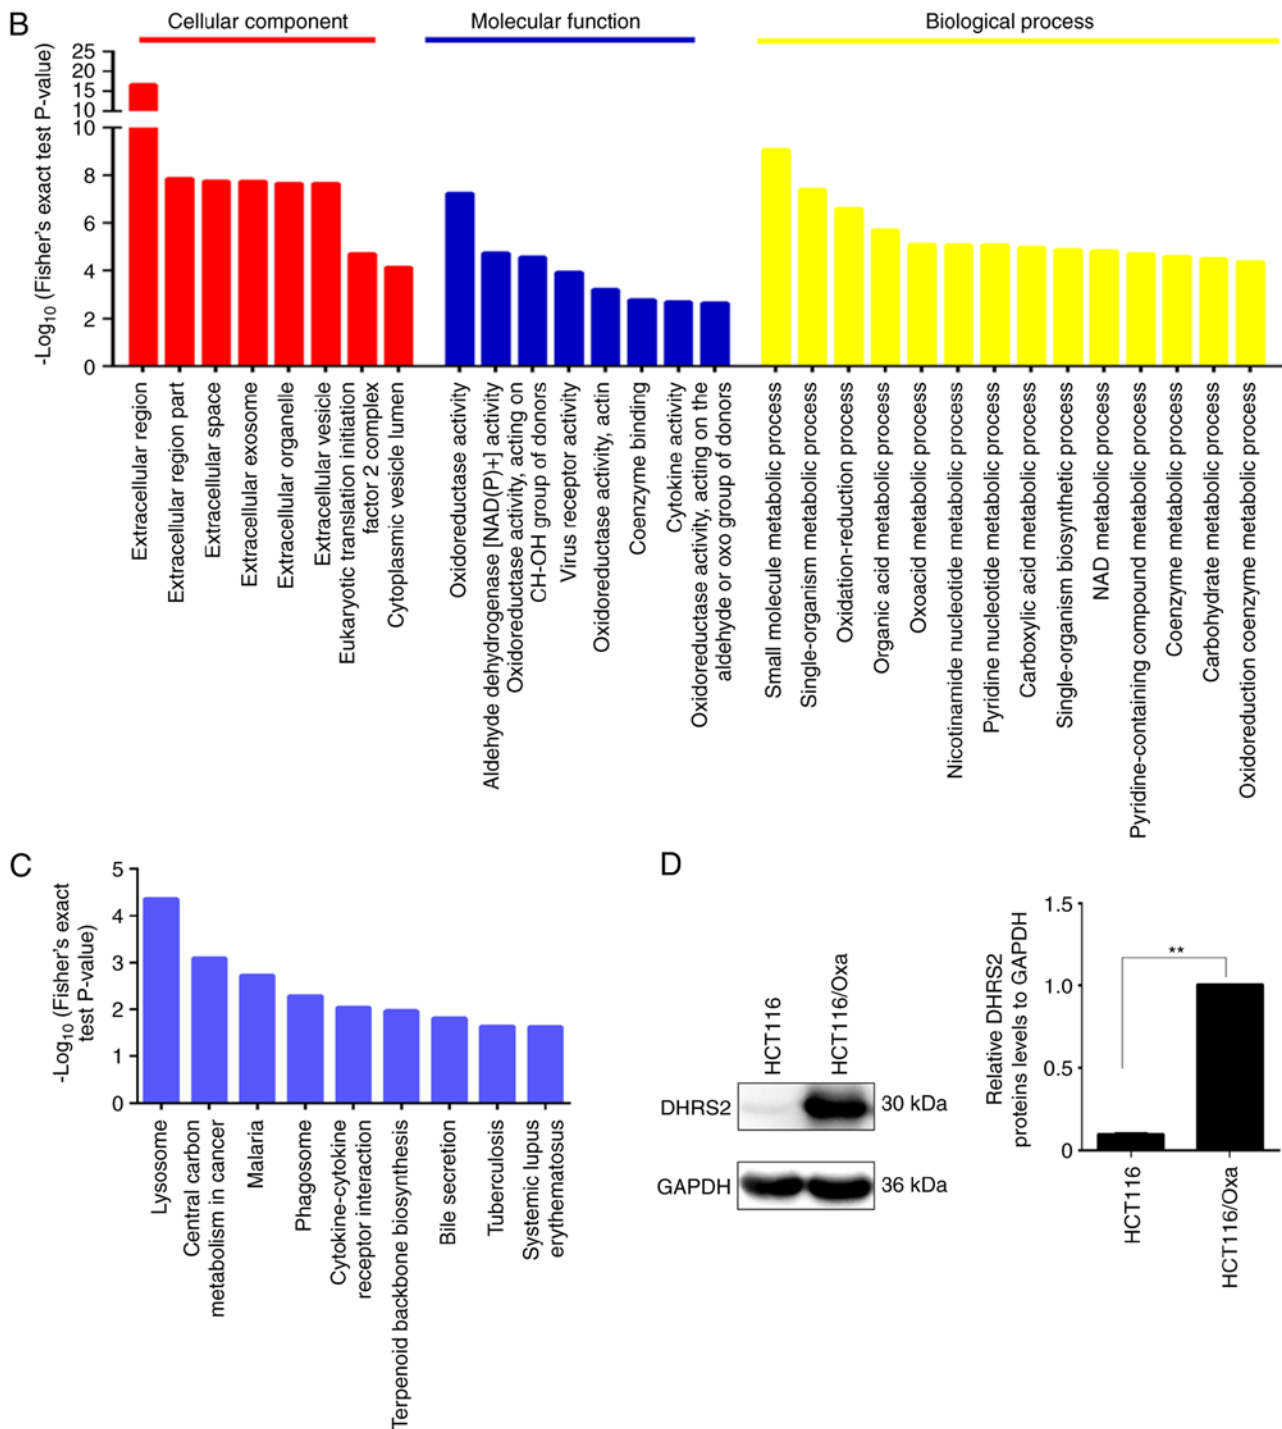 B
Cellular component
Molecular function
Biological process
-Log10 (Fisher's exact test P-value)
25
20
15
10
10
8
6
4
2
0
Extracellular region
Extracellular region part
Extracellular space
Extracellular exosome
Extracellular organelle
Extracellular vesicle
Eukaryotic translation initiation
factor 2 complex
Cytoplasmic vesicle lumen
Oxidoreductase activity
Aldehyde dehydrogenase [NAD(P)+] activity
Oxidoreductase activity, acting on
CH-OH group of donors
Virus receptor activity
Oxidoreductase activity, actin
Coenzyme binding
Cytokine activity
Oxidoreductase activity, acting on the
aldehyde or oxo group of donors
Small molecule metabolic process
Single-organism metabolic process
Oxidation-reduction process
Organic acid metabolic process
Oxoacid metabolic process
Nicotinamide nucleotide metabolic process
Pyridine nucleotide metabolic process
Carboxylic acid metabolic process
Single-organism biosynthetic process
NAD metabolic process
Pyridine-containing compound metabolic process
Coenzyme metabolic process
Carbohydrate metabolic process
Oxidoreduction coenzyme metabolic process
C
-Log10 (Fisher's exact
test P-value)
5
4
3
2
1
0
Lysosome
Central carbon
metabolism in cancer
Malaria
Phagosome
Cytokine-cytokine
receptor interaction
Terpenoid backbone biosynthesis
Bile secretion
Tuberculosis
Systemic lupus
erythematosus
D
HCT116
HCT116/Oxa
DHRS2
30 kDa
GAPDH
36 kDa
Relative DHRS2
proteins levels to GAPDH
1.5
1.0
0.5
0
**
HCT116
HCT116/Oxa